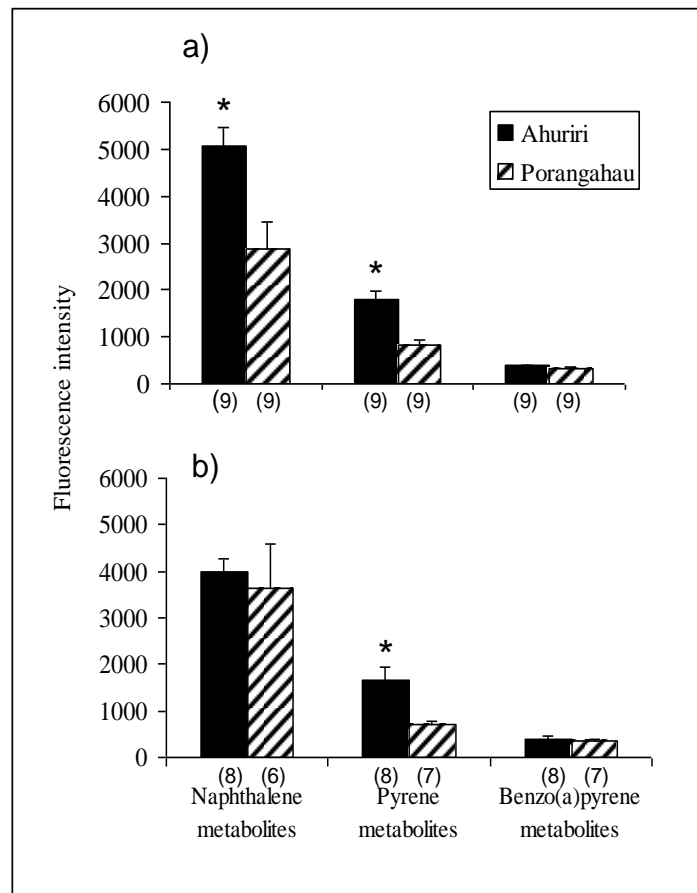 a)
6000
5000
4000
3000
2000
1000
0
*
*
Ahuriri
Porangahau
(9) (9) (9) (9) (9) (9)
Fluorescence intensity
b)
6000
5000
4000
3000
2000
1000
0
*
(8) (6) (8) (7) (8) (7)
Naphthalene Pyrene Benzo(a)pyrene
metabolites metabolites metabolites